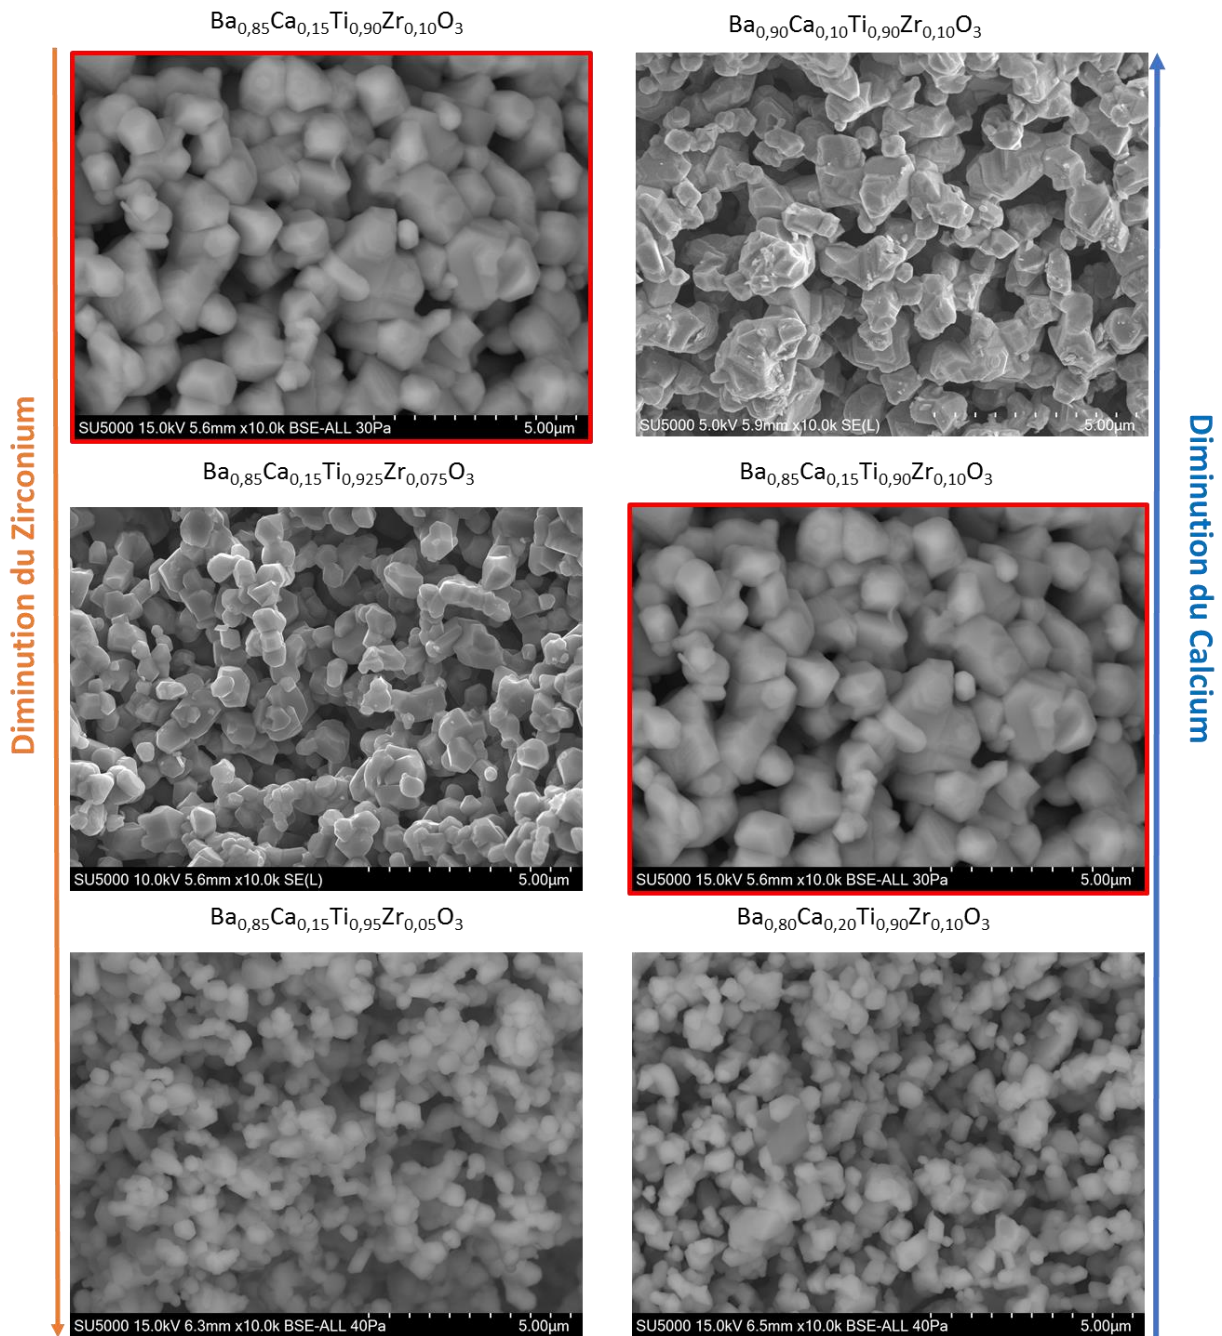 Ba0,85Ca0,15Ti0,90Zr0,10O3
Ba0,90Ca0,10Ti0,90Zr0,10O3
SU5000 15.0kV 5.6mm x10.0k BSE-ALL 30Pa 5.00µm
SU5000 5.0kV 5.9mm x10.0k SE(L) 5.00µm
Diminution du Zirconium
Diminution du Calcium
Ba0,85Ca0,15Ti0,925Zr0,075O3
Ba0,85Ca0,15Ti0,90Zr0,10O3
SU5000 10.0kV 5.6mm x10.0k SE(L) 5.00µm
SU5000 15.0kV 5.6mm x10.0k BSE-ALL 30Pa 5.00µm
Ba0,85Ca0,15Ti0,95Zr0,05O3
Ba0,80Ca0,20Ti0,90Zr0,10O3
SU5000 15.0kV 6.3mm x10.0k BSE-ALL 40Pa 5.00µm
SU5000 15.0kV 6.5mm x10.0k BSE-ALL 40Pa 5.00µm